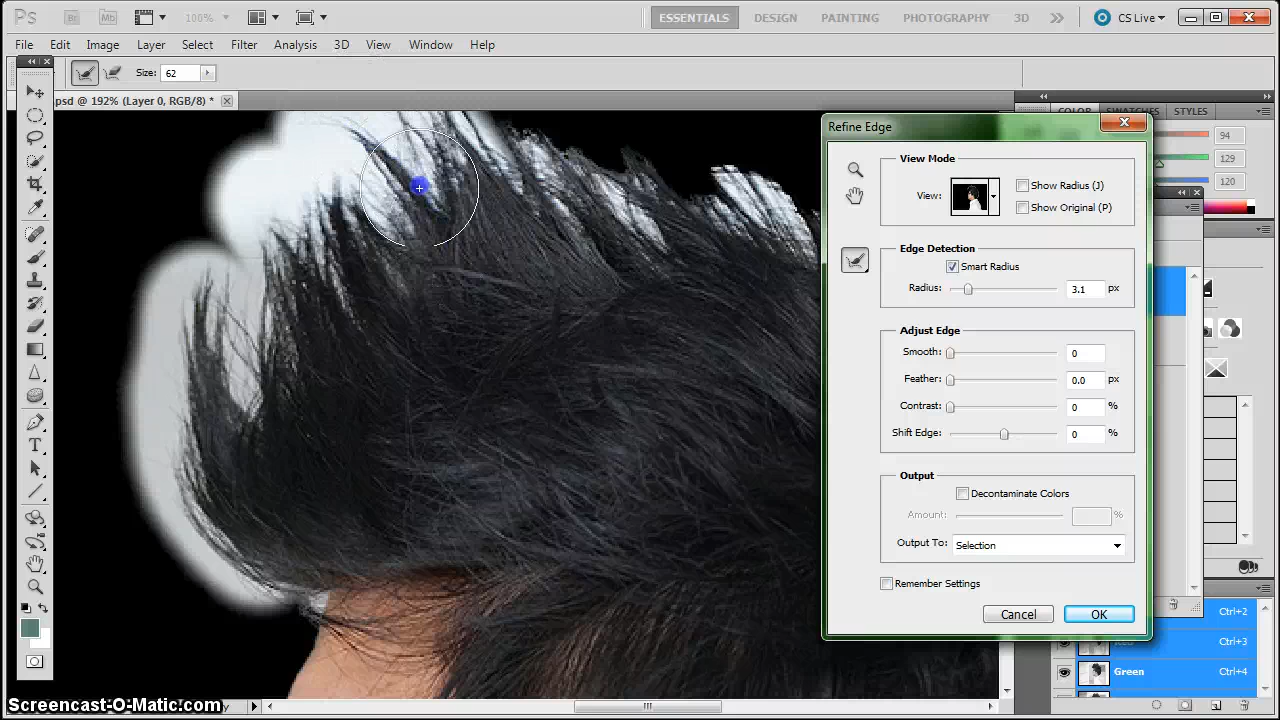 Ps Br Mb 100% ESSENTIALS DESIGN PAINTING PHOTOGRAPHY 3D CS Live
File Edit Image Layer Select Filter Analysis 3D View Window Help
Size: 62
psd @ 192% (Layer 0, RGB/8) *
COLOR SWATCHES STYLES
94
129
120
Refine Edge
View Mode
View:
Show Radius (J)
Show Original (P)
Edge Detection
Smart Radius
Radius: 3.1 px
Adjust Edge
Smooth: 0
Feather: 0.0 px
Contrast: 0 %
Shift Edge: 0 %
Output
Decontaminate Colors
Amount: %
Output To: Selection
Remember Settings
Cancel OK
Ctrl+2
Ctrl+3
Green Ctrl+4
Screencast-O-Matic.com